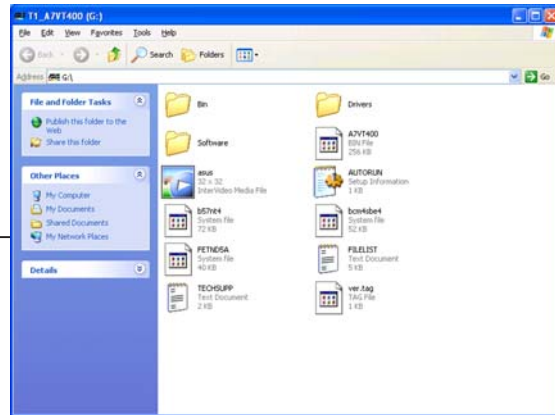 T1_A7VT400 (G:)
File Edit View Favorites Tools Help
Back Search Folders
Address G:\ Go
File and Folder Tasks
Publish this folder to the Web
Share this folder
Other Places
My Computer
My Documents
Shared Documents
My Network Places
Details
Bin
Drivers
Software
A7VT400
BIN File
256 KB
asus
32 x 32
InterVideo Media File
AUTORUN
Setup Information
1 KB
b57nt4
System file
72 KB
bcm4sbe4
System file
52 KB
FETND5A
System file
40 KB
FILELIST
Text Document
5 KB
TECHSUPP
Text Document
2 KB
ver.tag
TAG File
1 KB